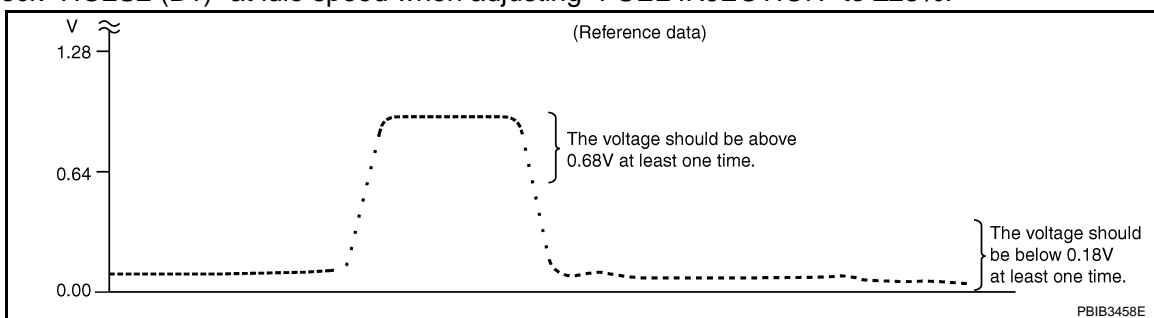 "HO2S2 (B1)" at idle speed when adjusting "FUEL INJECTION" to ±25%.
V
(Reference data)
1.28
The voltage should be above
0.68V at least one time.
0.64
The voltage should
be below 0.18V
at least one time.
0.00
PBIB3458E